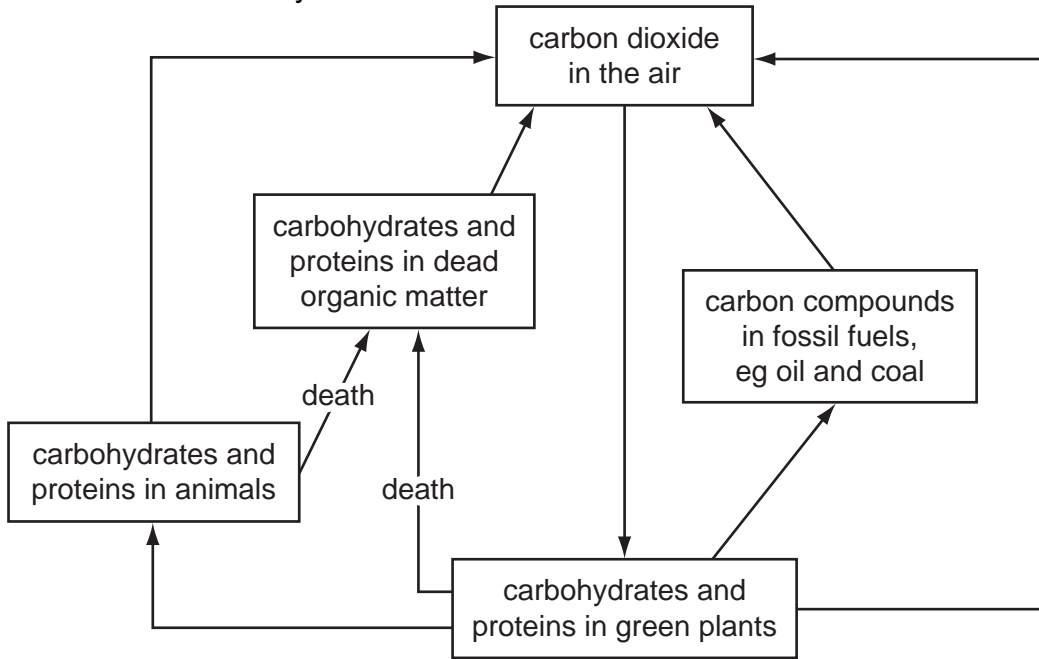 carbon dioxide
in the air
carbohydrates and
proteins in dead
organic matter
carbon compounds
in fossil fuels,
eg oil and coal
death
carbohydrates and
proteins in animals
death
carbohydrates and
proteins in green plants